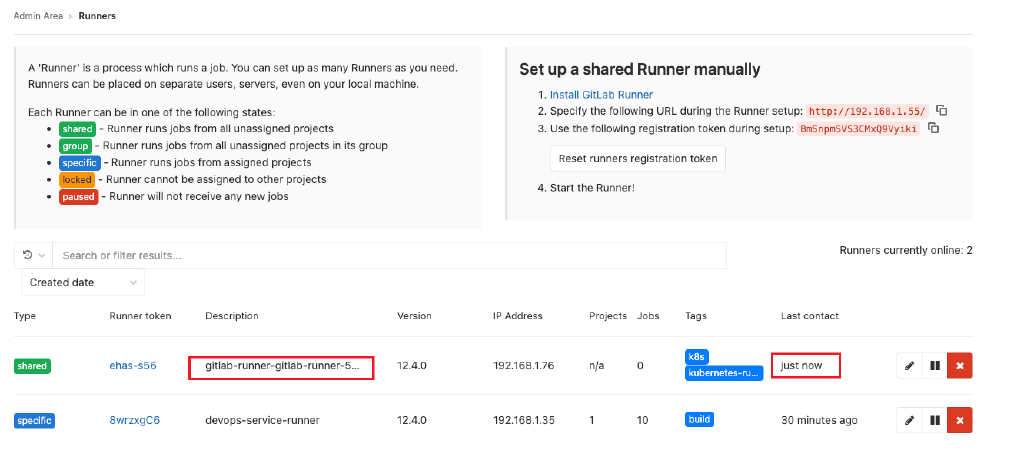 Admin Area › Runners
A 'Runner' is a process which runs a job. You can set up as many Runners as you need.
Runners can be placed on separate users, servers, even on your local machine.
Each Runner can be in one of the following states:
• shared - Runner runs jobs from all unassigned projects
• group - Runner runs jobs from all unassigned projects in its group
• specific - Runner runs jobs from assigned projects
• locked - Runner cannot be assigned to other projects
• paused - Runner will not receive any new jobs
Set up a shared Runner manually
1. Install GitLab Runner
2. Specify the following URL during the Runner setup: http://192.168.1.55/
3. Use the following registration token during setup: BmSnpmSVS3CMxQ9Vyiki
Reset runners registration token
4. Start the Runner!
Search or filter results...
Runners currently online: 2
Created date
Type Runner token Description Version IP Address Projects Jobs Tags Last contact
shared ehas-s56 gitlab-runner-gitlab-runner-5... 12.4.0 192.168.1.76 n/a 0 k8s kubernetes-ru... just now
specific 8wrzxgC6 devops-service-runner 12.4.0 192.168.1.35 1 10 build 30 minutes ago